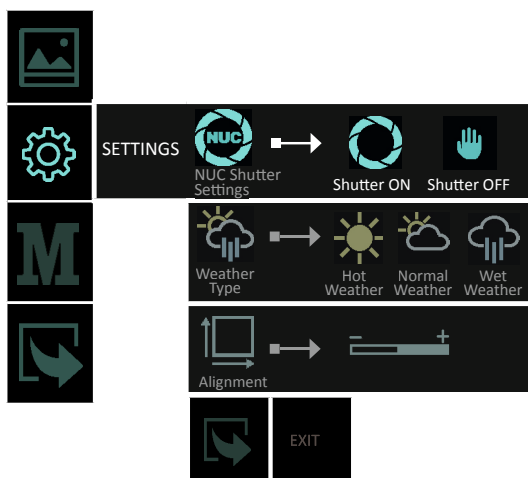 SETTINGS
NUC
NUC Shutter
Settings
Shutter ON
Shutter OFF
M
Weather
Type
Hot
Weather
Normal
Weather
Wet
Weather
Alignment
- +
EXIT